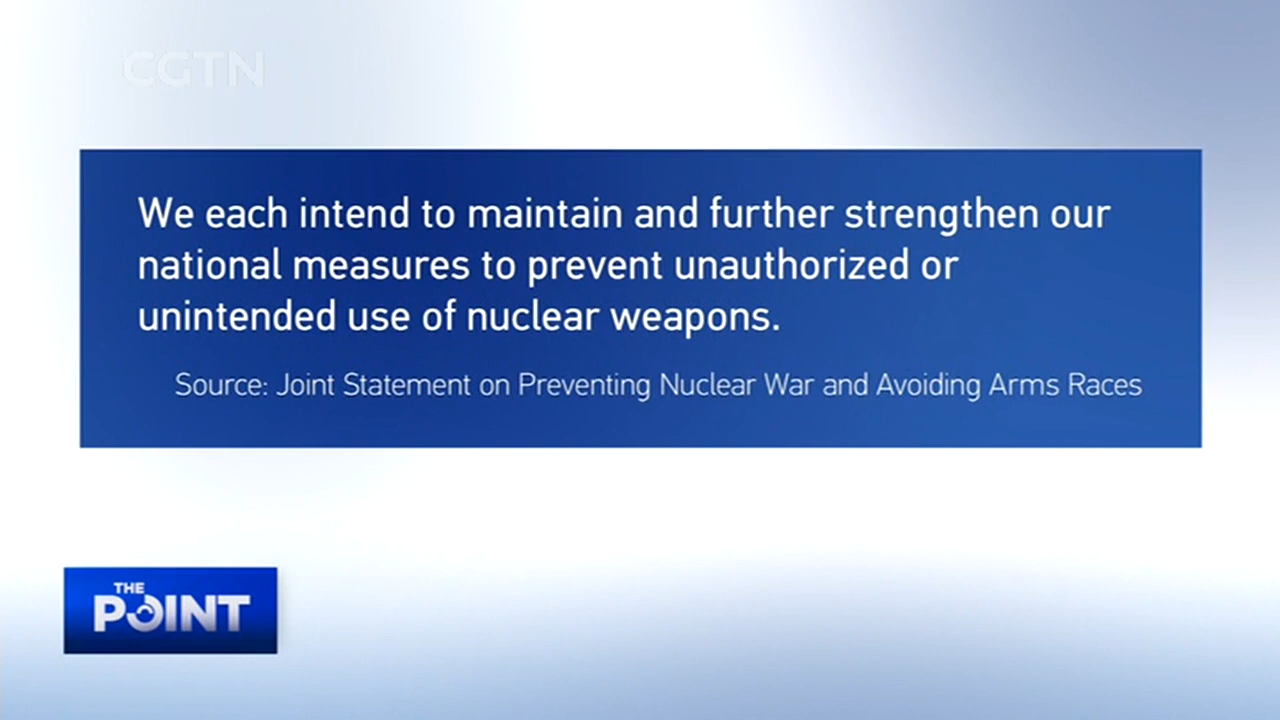 CGTN
We each intend to maintain and further strengthen our
national measures to prevent unauthorized or
unintended use of nuclear weapons.
Source: Joint Statement on Preventing Nuclear War and Avoiding Arms Races
THE
POINT